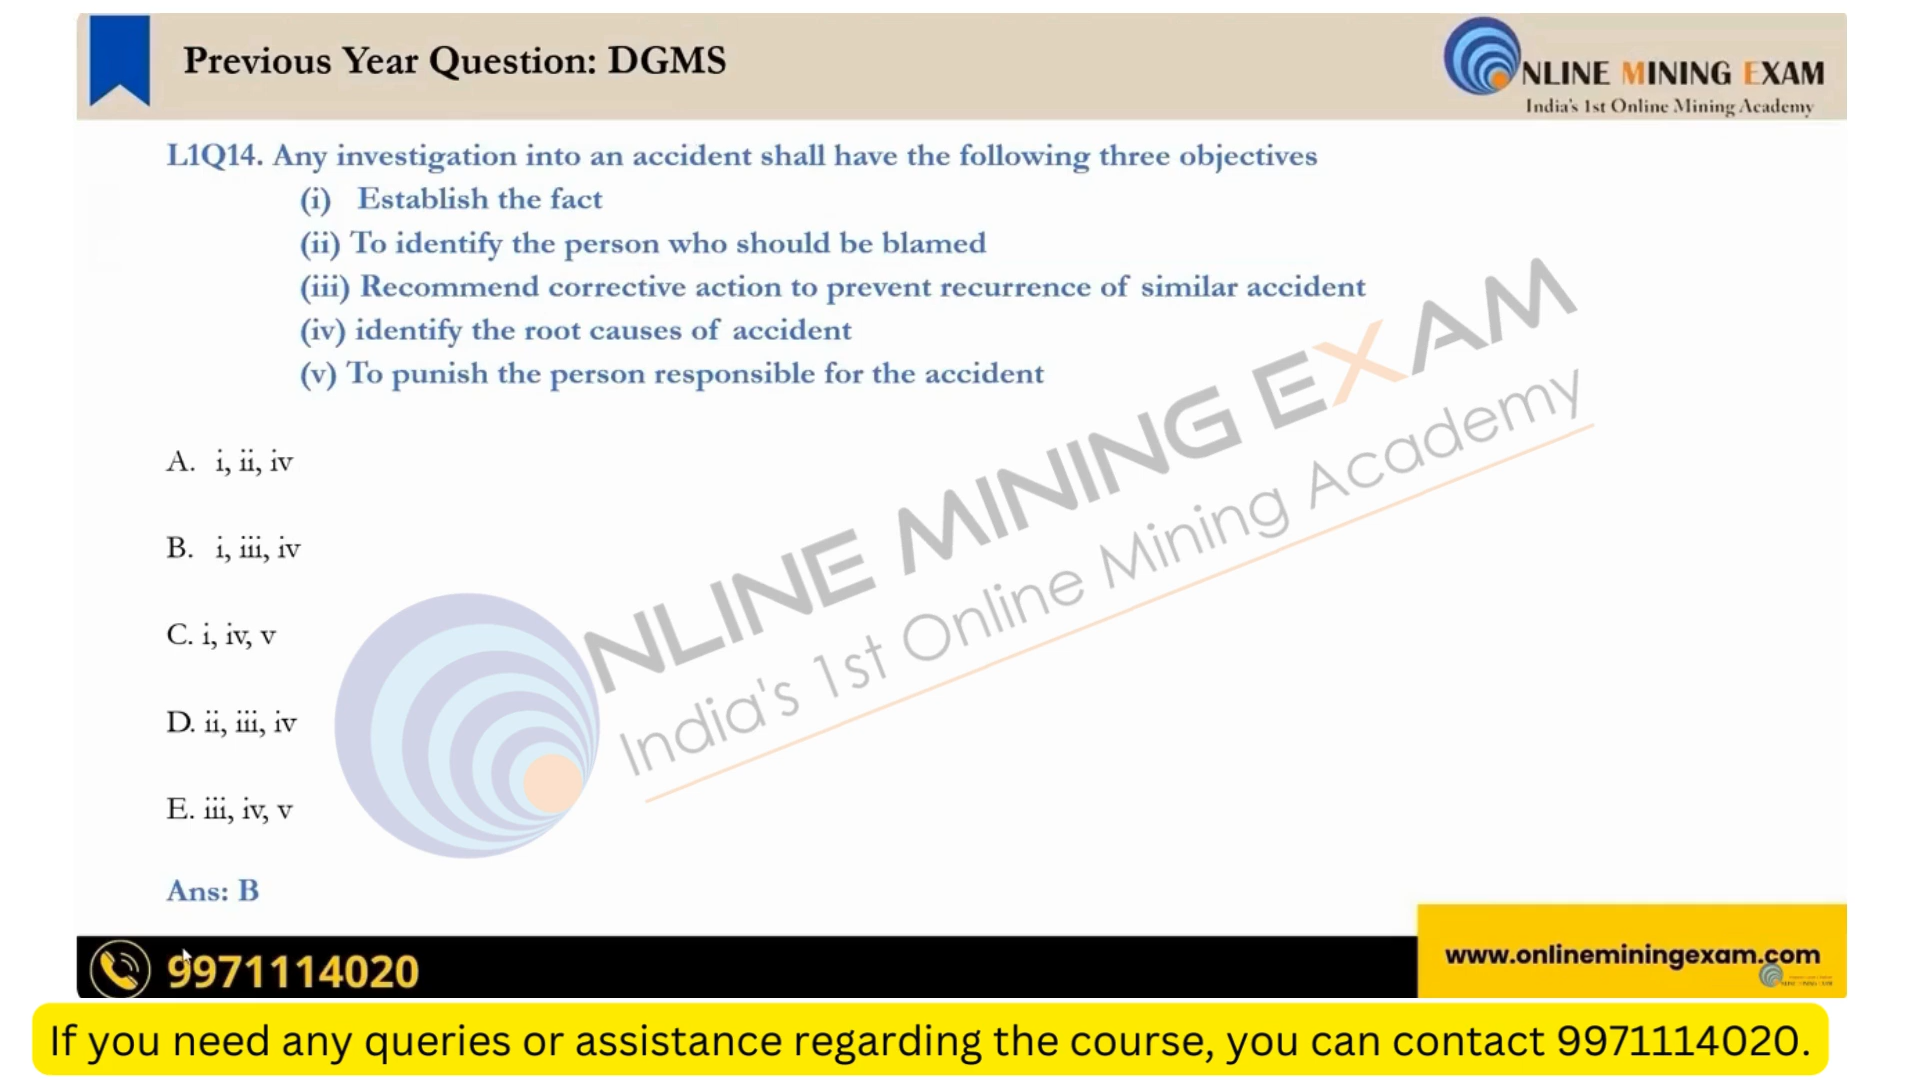 Previous Year Question: DGMS
NLINE MINING EXAM
India's 1st Online Mining Academy
L1Q14. Any investigation into an accident shall have the following three objectives
(i) Establish the fact
(ii) To identify the person who should be blamed
(iii) Recommend corrective action to prevent recurrence of similar accident
(iv) identify the root causes of accident
(v) To punish the person responsible for the accident
A. i, ii, iv
B. i, iii, iv
C. i, iv, v
D. ii, iii, iv
E. iii, iv, v
Ans: B
NLINE MINING EXAM
India's 1st Online Mining Academy
9971114020
www.onlineminingexam.com
If you need any queries or assistance regarding the course, you can contact 9971114020.